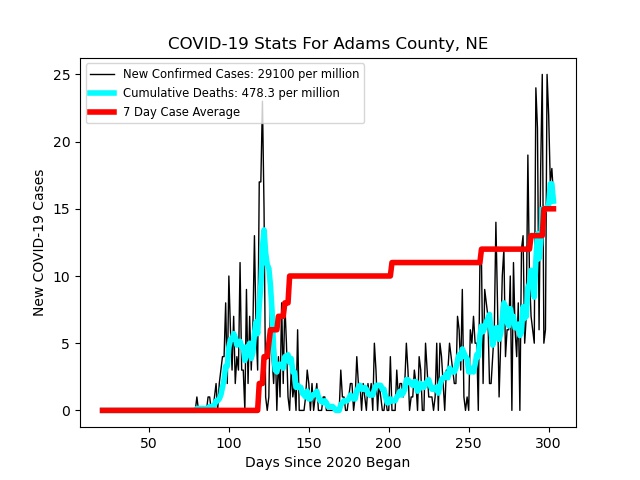 COVID-19 Stats For Adams County, NE
New Confirmed Cases: 29100 per million
Cumulative Deaths: 478.3 per million
7 Day Case Average
New COVID-19 Cases
25
20
15
10
5
0
50 100 150 200 250 300
Days Since 2020 Began